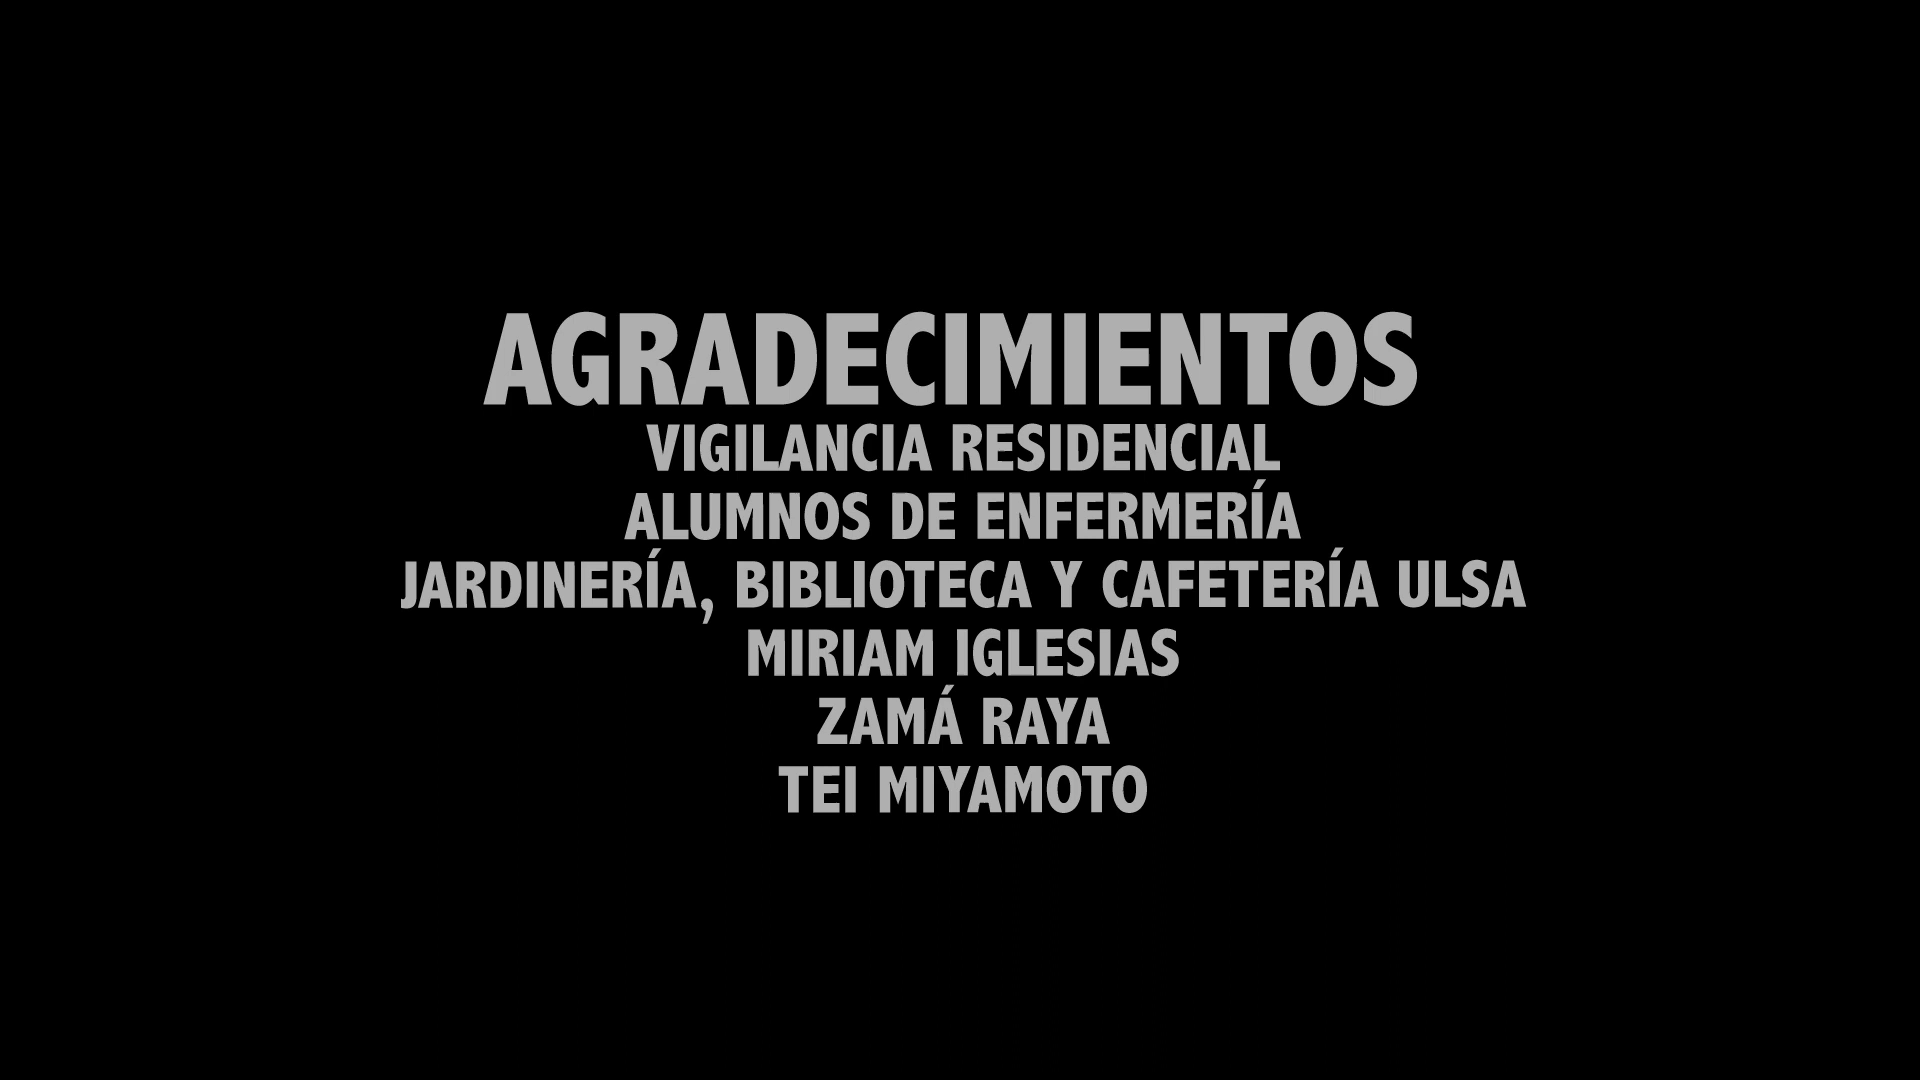 AGRADECIMIENTOS
VIGILANCIA RESIDENCIAL
ALUMNOS DE ENFERMERÍA
JARDINERÍA, BIBLIOTECA Y CAFETERÍA ULSA
MIRIAM IGLESIAS
ZAMÁ RAYA
TEI MIYAMOTO